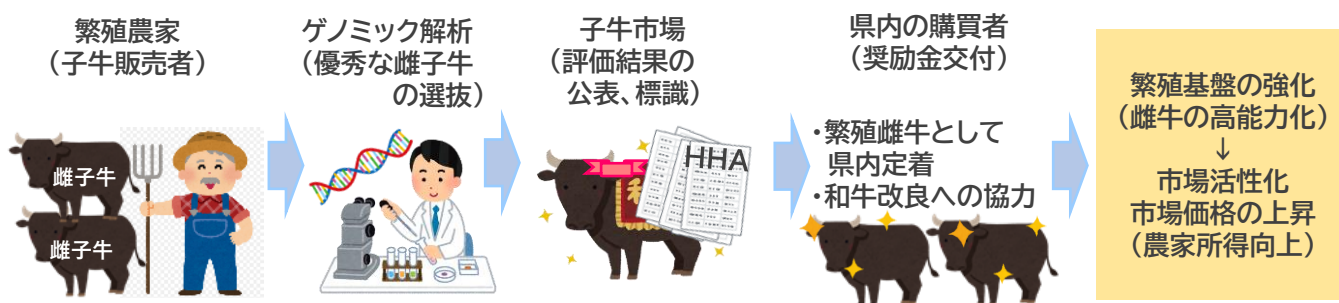 繁殖農家
(子牛販売者)
雌子牛
雌子牛
ゲノミック解析
(優秀な雌子牛
の選抜)
子牛市場
(評価結果の
公表、標識)
HHA
県内の購買者
(奨励金交付)
・繁殖雌牛として
県内定着
・和牛改良への協力
繁殖基盤の強化
(雌牛の高能力化)
↓
市場活性化
市場価格の上昇
(農家所得向上)